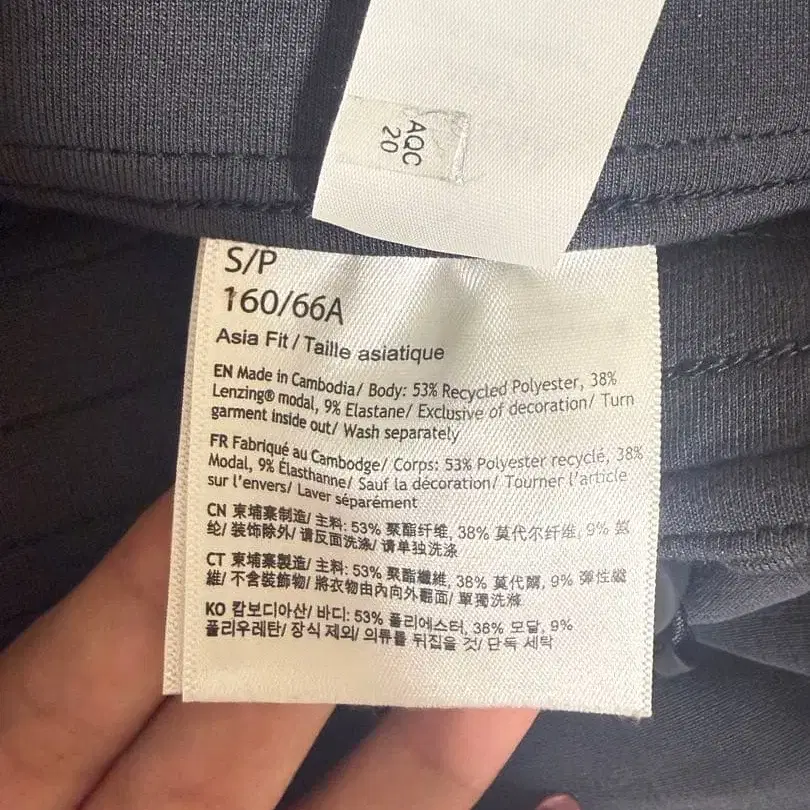 AQC
20
S/P
160/66A
Asia Fit / Taille asiatique
EN Made in Cambodia/ Body: 53% Recycled Polyester, 38%
Lenzing® modal, 9% Elastane/ Exclusive of decoration/ Turn
garment inside out/ Wash separately
FR Fabriqué au Cambodge/ Corps: 53% Polyester recyclé, 38%
Modal, 9% Élasthanne/ Sauf la décoration/ Tourner l'article
sur l'envers/ Laver séparément
CN 柬埔寨制造/ 主料: 53% 聚酯纤维, 38% 莫代尔纤维, 9%
纶/ 装饰除外/ 请反面洗涤/ 请单独洗涤
CT 柬埔寨製造/ 主料: 53% 聚酯纖維, 38% 莫代爾, 9% 彈性纖
維/ 不含裝飾物/ 將衣物由內向外翻面/ 單獨洗滌
KO 캄보디아산/ 바디: 53% 폴리에스터, 38% 모달, 9%
폴리우레탄/ 장식 제외/ 의류를 뒤집을 것/ 단독 세탁